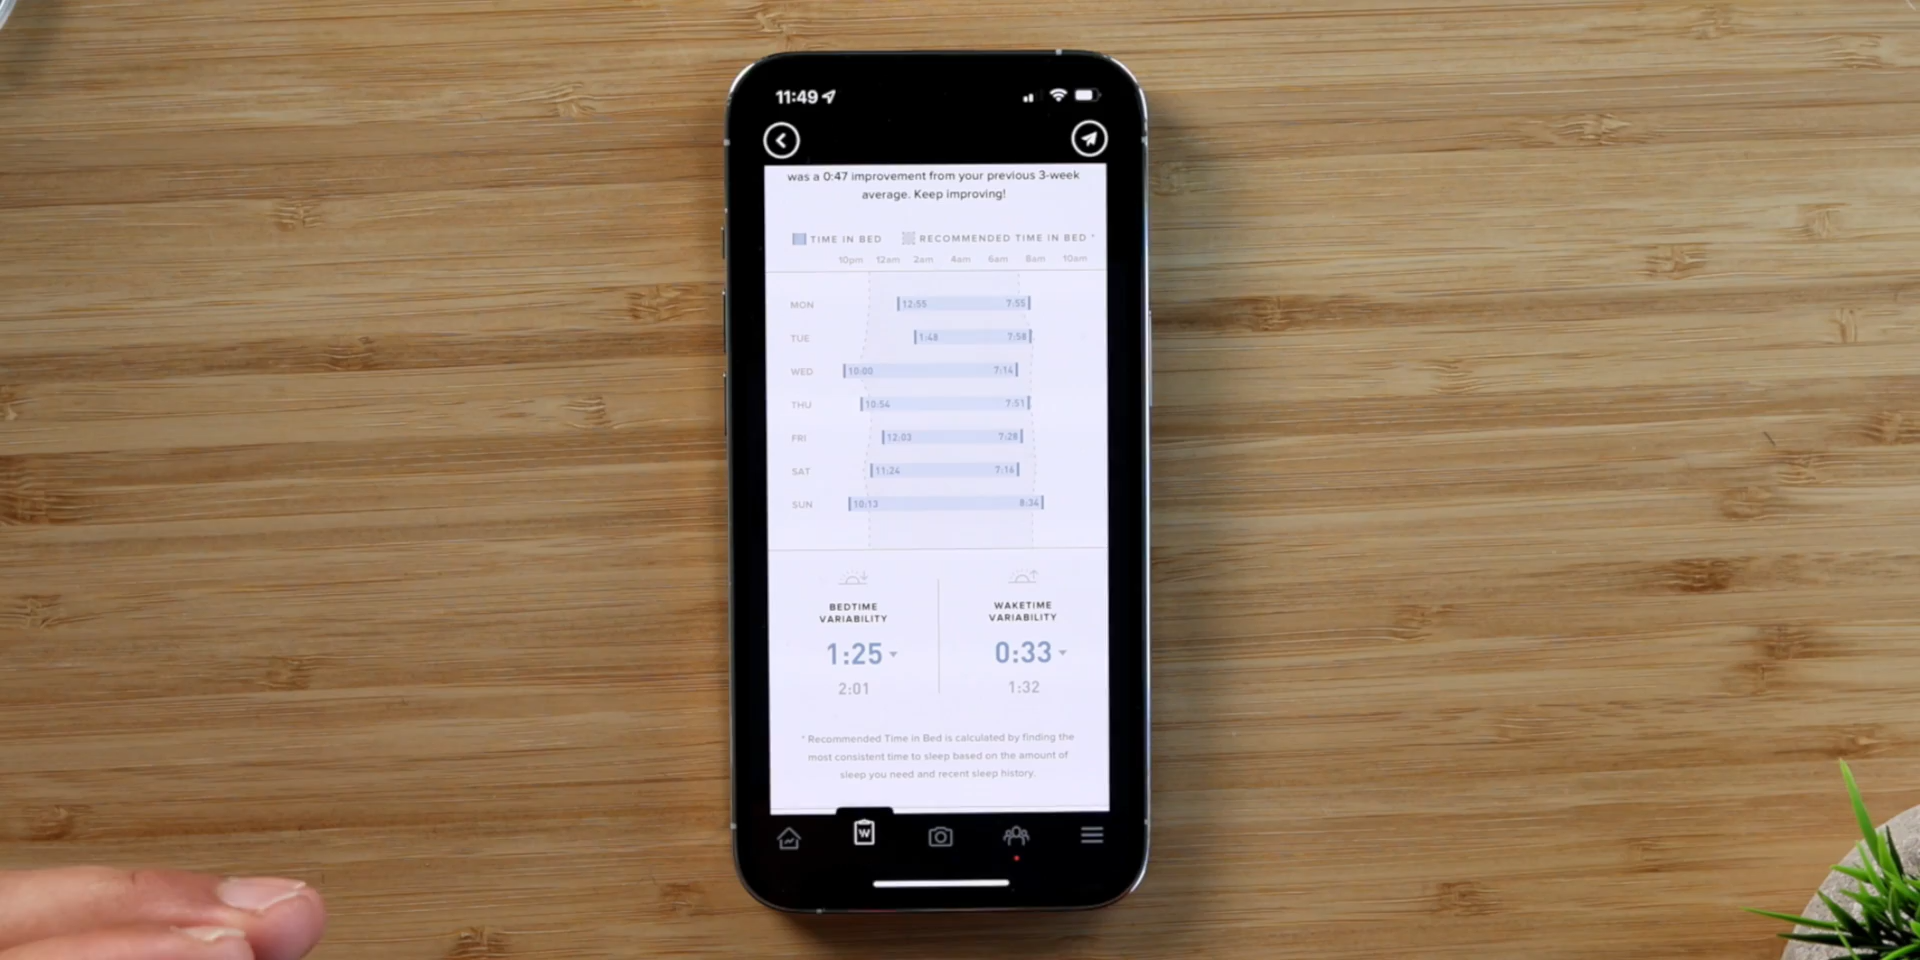 11:49
was a 0:47 improvement from your previous 3-week
average. Keep improving!
TIME IN BED RECOMMENDED TIME IN BED *
10pm 12am 2am 4am 6am 8am 10am
MON 12:55 7:55
TUE 1:48 7:58
WED 10:00 7:14
THU 10:54 7:51
FRI 12:03 7:28
SAT 11:24 7:16
SUN 10:13 8:34
BEDTIME
VARIABILITY
1:25
2:01
WAKETIME
VARIABILITY
0:33
1:32
* Recommended Time in Bed is calculated by finding the
most consistent time to sleep based on the amount of
sleep you need and recent sleep history.
W